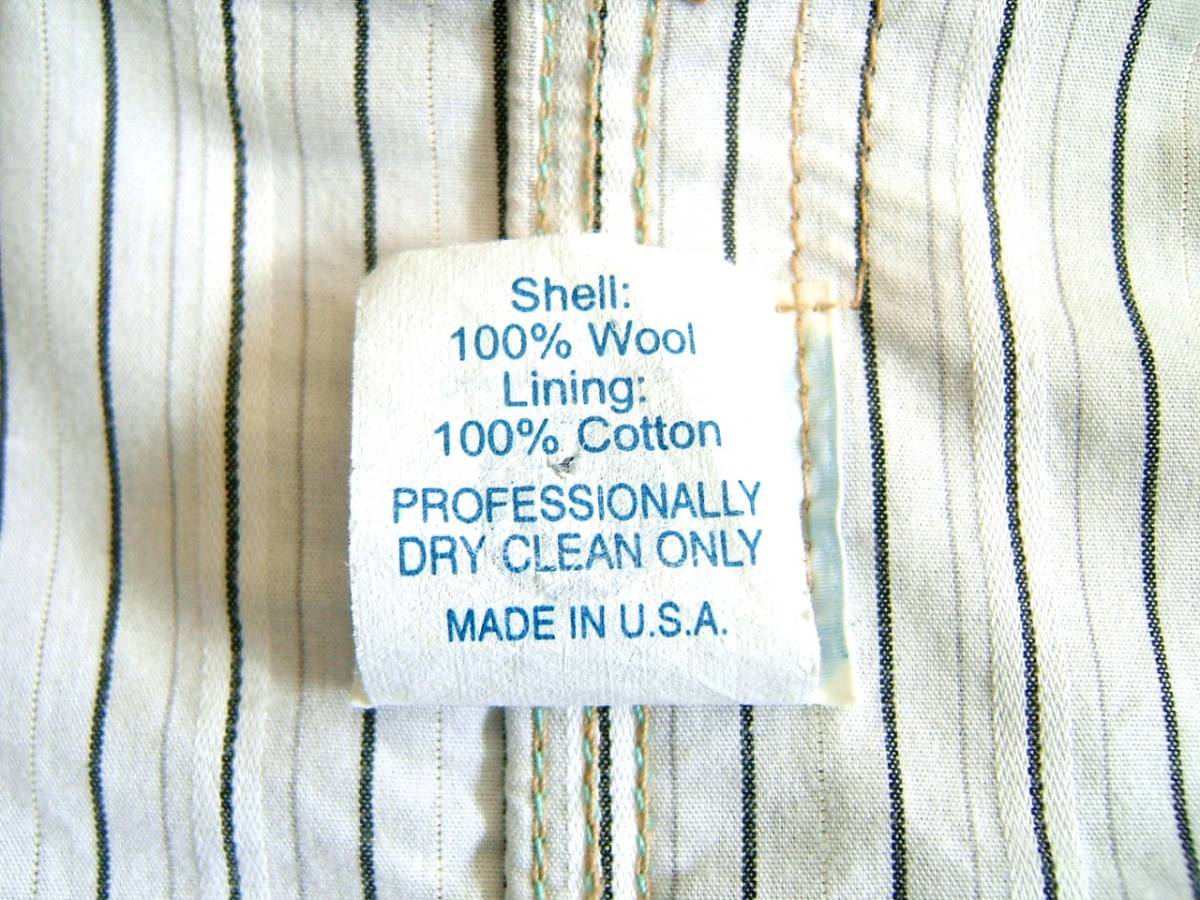 Shell:
100% Wool
Lining:
100% Cotton
PROFESSIONALLY
DRY CLEAN ONLY
MADE IN U.S.A.